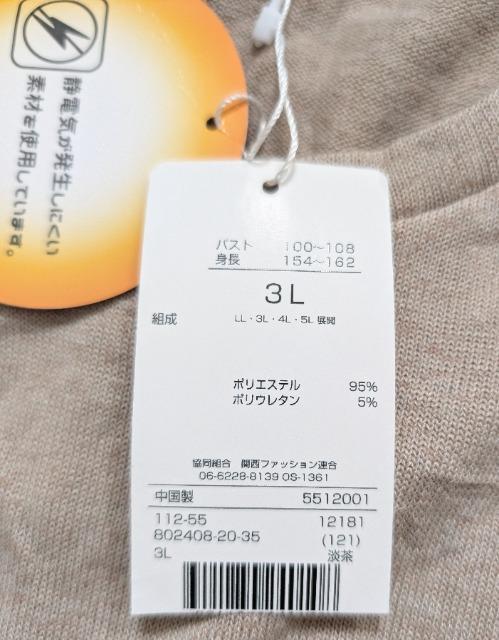 静電気が発生しにくい
素材を使用しています。
バスト 100～108
身長 154～162
3L
組成 LL・3L・4L・5L 展開
ポリエステル 95%
ポリウレタン 5%
協同組合 関西ファッション連合
06-6228-8139 OS-1361
中国製 5512001
112-55 12181
802408-20-35 (121)
3L 淡茶